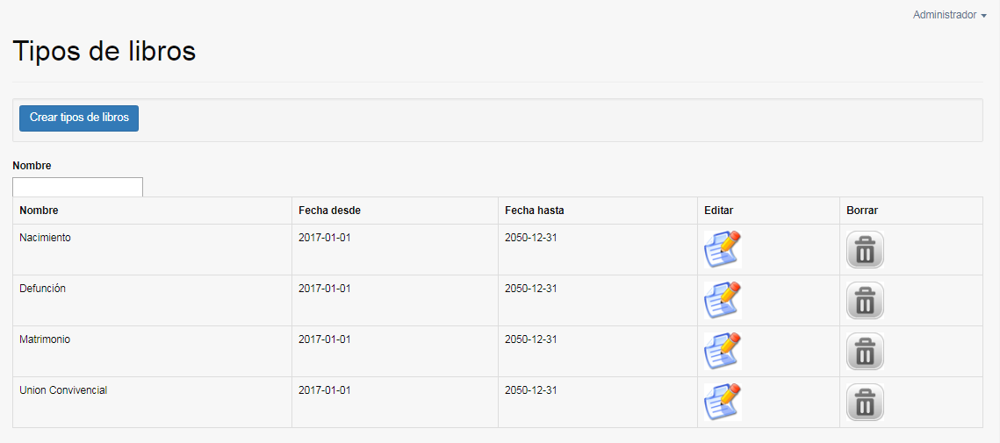 Administrador
Tipos de libros
Crear tipos de libros
Nombre
Nombre Fecha desde Fecha hasta Editar Borrar
Nacimiento 2017-01-01 2050-12-31
Defunción 2017-01-01 2050-12-31
Matrimonio 2017-01-01 2050-12-31
Union Convivencial 2017-01-01 2050-12-31